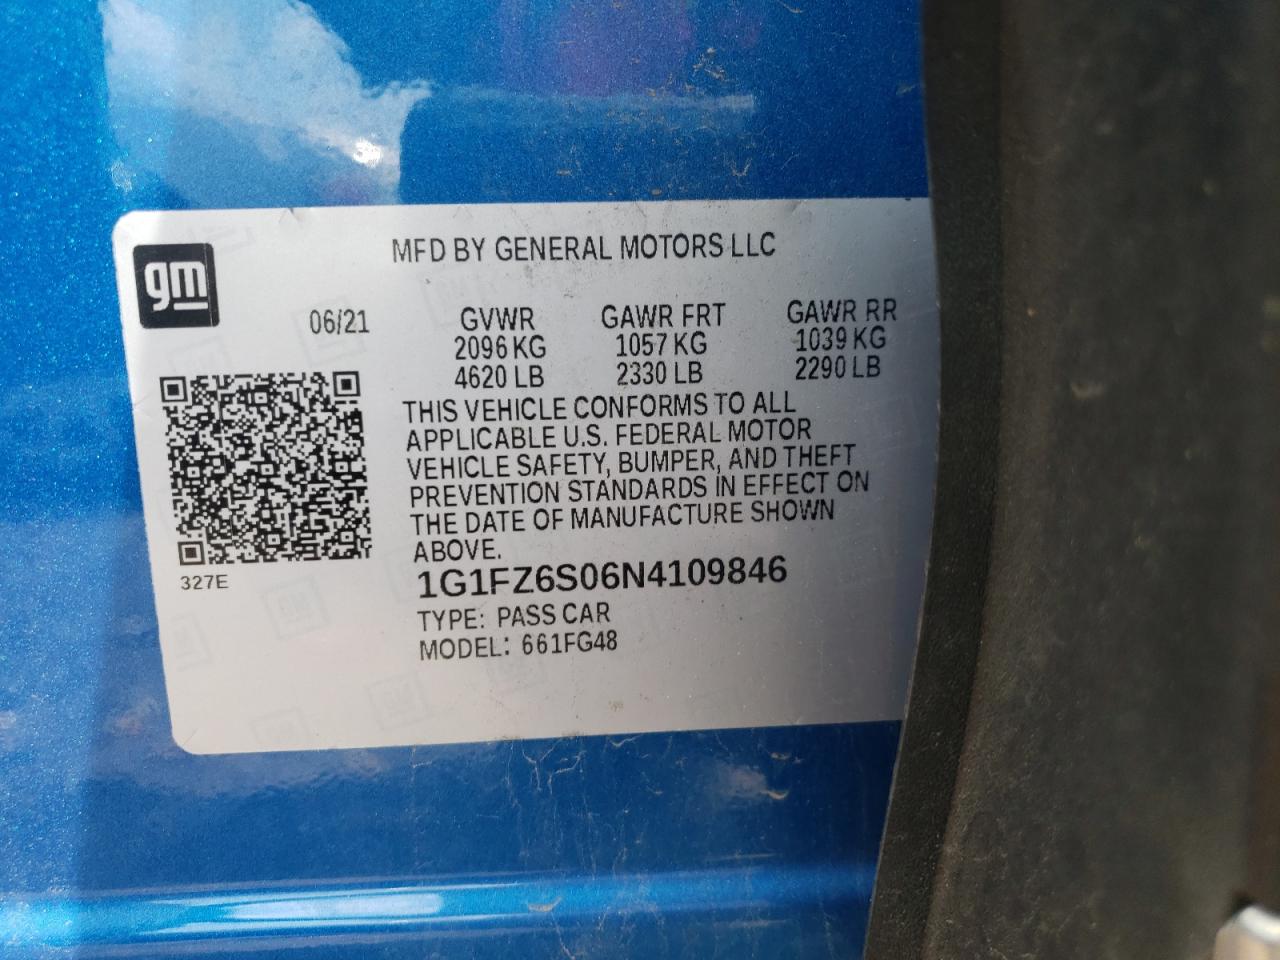 gm
MFD BY GENERAL MOTORS LLC
06/21 GVWR GAWR FRT GAWR RR
2096 KG 1057 KG 1039 KG
4620 LB 2330 LB 2290 LB
THIS VEHICLE CONFORMS TO ALL
APPLICABLE U.S. FEDERAL MOTOR
VEHICLE SAFETY, BUMPER, AND THEFT
PREVENTION STANDARDS IN EFFECT ON
THE DATE OF MANUFACTURE SHOWN
ABOVE.
327E
1G1FZ6S06N4109846
TYPE: PASS CAR
MODEL: 661FG48